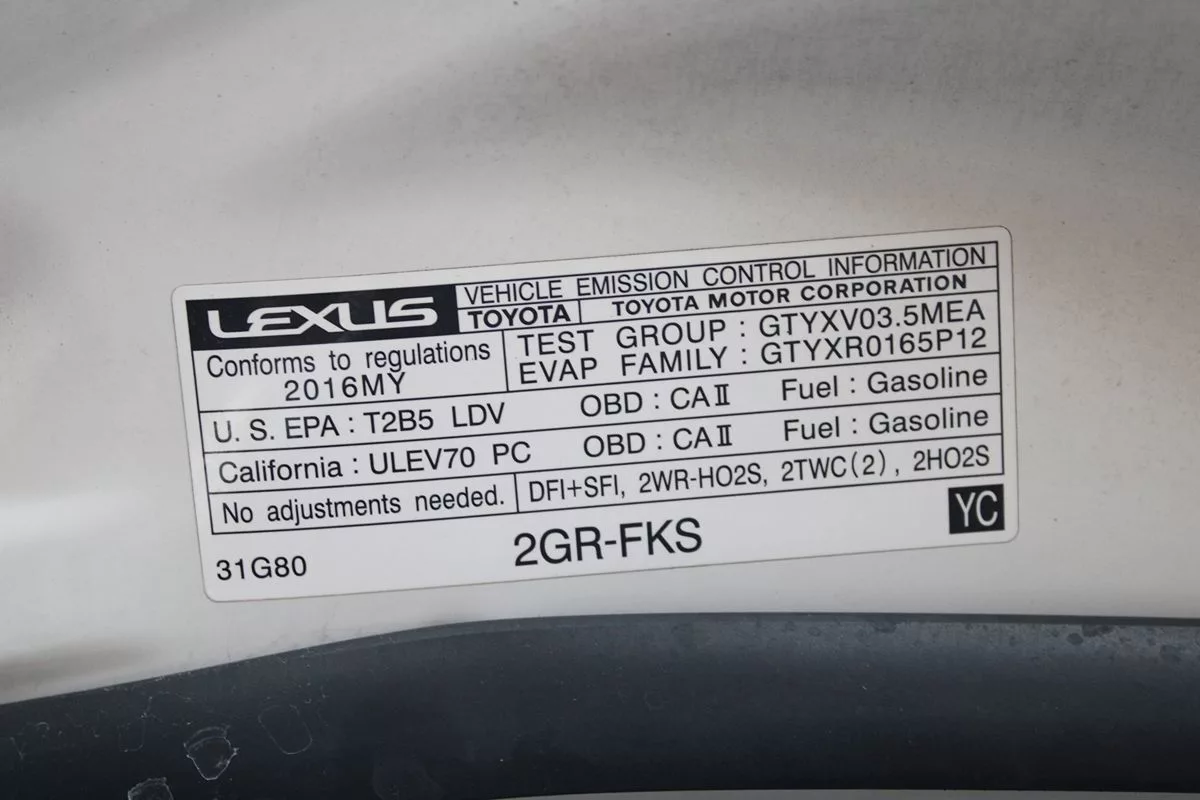 LEXUS
VEHICLE EMISSION CONTROL INFORMATION
TOYOTA TOYOTA MOTOR CORPORATION
Conforms to regulations
2016MY
TEST GROUP : GTYXV03.5MEA
EVAP FAMILY : GTYXR0165P12
U. S. EPA : T2B5 LDV OBD : CAⅡ Fuel : Gasoline
California : ULEV70 PC OBD : CAⅡ Fuel : Gasoline
No adjustments needed. DFI+SFI, 2WR-HO2S, 2TWC(2), 2HO2S
31G80 2GR-FKS YC